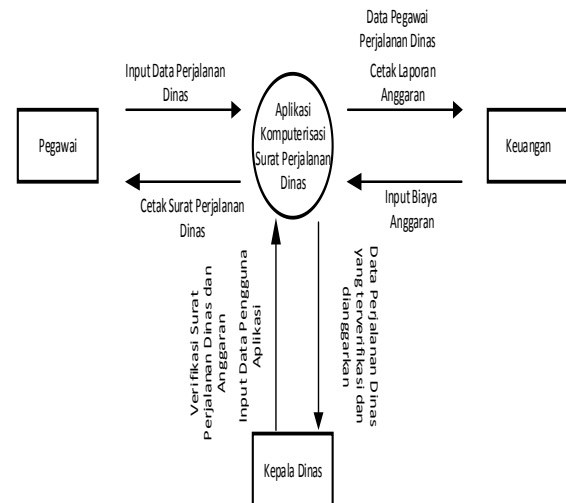 Data Pegawai
Perjalanan Dinas
Input Data Perjalanan
Dinas
Cetak Laporan
Anggaran
Aplikasi
Komputerisasi
Surat Perjalanan
Dinas
Pegawai
Keuangan
Cetak Surat Perjalanan
Dinas
Input Biaya
Anggaran
Verifikasi Surat
Perjalanan Dinas dan
Anggaran
Input Data Pengguna
Aplikasi
Data Perjalanan Dinas
yang terverifikasi dan
dianggarkan
Kepala Dinas